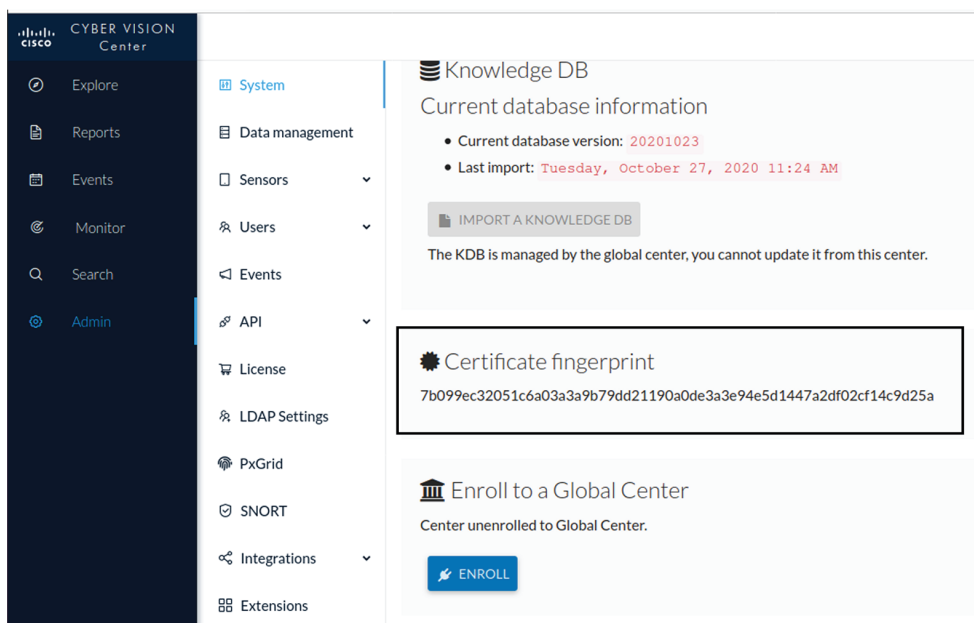 CISCO
CYBER VISION
Center
Explore
Reports
Events
Monitor
Search
Admin
System
Data management
Sensors
Users
Events
API
License
LDAP Settings
PxGrid
SNORT
Integrations
Extensions
Knowledge DB
Current database information
Current database version: 20201023
Last import: Tuesday, October 27, 2020 11:24 AM
IMPORT A KNOWLEDGE DB
The KDB is managed by the global center, you cannot update it from this center.
Certificate fingerprint
7b099ec32051c6a03a3a9b79dd21190a0de3a3e94e5d1447a2df02cf14c9d25a
Enroll to a Global Center
Center unenrolled to Global Center.
ENROLL